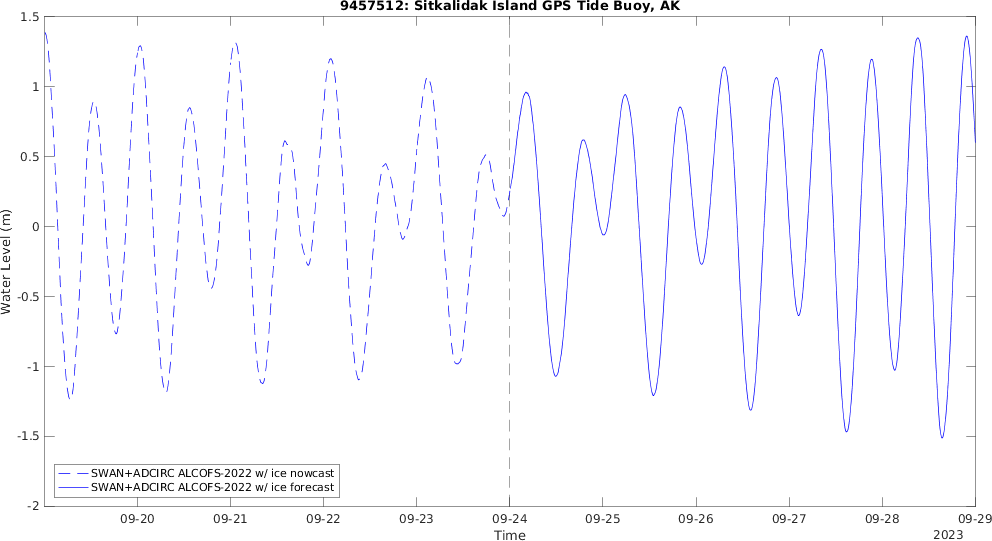 9457512: Sitkalidak Island GPS Tide Buoy, AK
1.5
1
0.5
0
-0.5
-1
-1.5
-2
Water Level (m)
SWAN+ADCIRC ALCOFS-2022 w/ ice nowcast
SWAN+ADCIRC ALCOFS-2022 w/ ice forecast
09-20 09-21 09-22 09-23 09-24 09-25 09-26 09-27 09-28 09-29
Time
2023